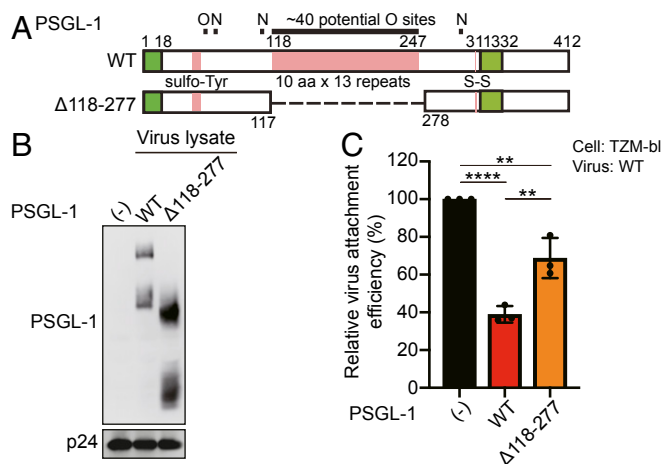 A
PSGL-1
O N N ~40 potential O sites N
1 18 118 247 311 332 412
WT
sulfo-Tyr 10 aa x 13 repeats S-S
Δ118-277
117 278
B
Virus lysate
PSGL-1 (-) WT Δ118-277
PSGL-1
p24
C
Cell: TZM-bl
Virus: WT
Relative virus attachment
efficiency (%)
120
100
80
60
40
20
0
**
****
**
PSGL-1 (-) WT Δ118-277